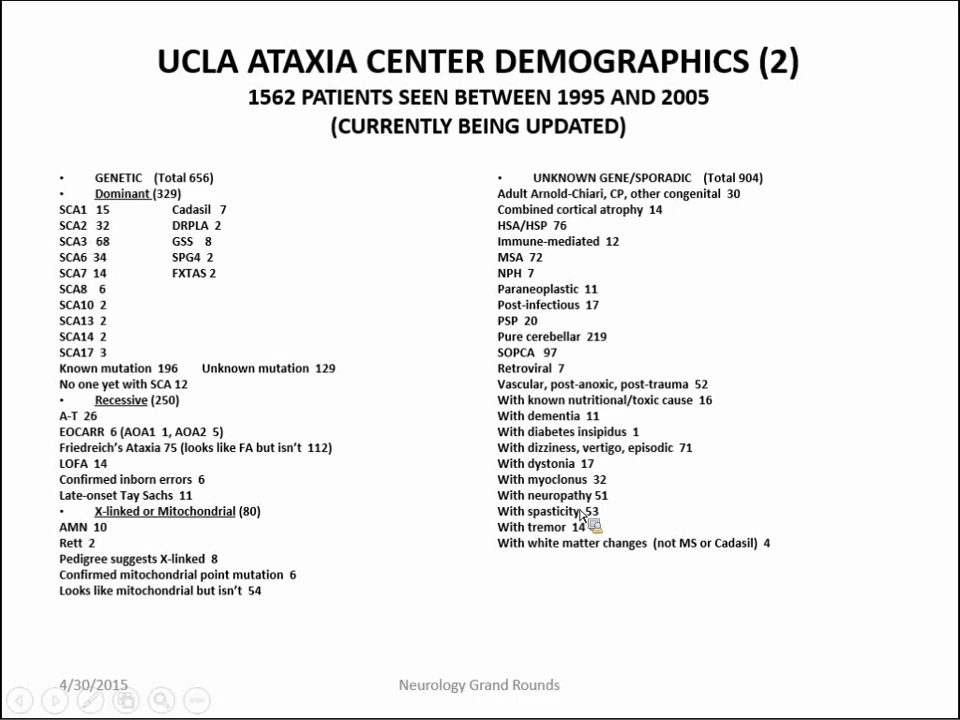 UCLA ATAXIA CENTER DEMOGRAPHICS (2)
1562 PATIENTS SEEN BETWEEN 1995 AND 2005
(CURRENTLY BEING UPDATED)
• GENETIC (Total 656)
• Dominant (329)
SCA1 15 Cadasil 7
SCA2 32 DRPLA 2
SCA3 68 GSS 8
SCA6 34 SPG4 2
SCA7 14 FXTAS 2
SCA8 6
SCA10 2
SCA13 2
SCA14 2
SCA17 3
Known mutation 196 Unknown mutation 129
No one yet with SCA 12
• Recessive (250)
A-T 26
EOCARR 6 (AOA1 1, AOA2 5)
Friedreich's Ataxia 75 (looks like FA but isn't 112)
LOFA 14
Confirmed inborn errors 6
Late-onset Tay Sachs 11
• X-linked or Mitochondrial (80)
AMN 10
Rett 2
Pedigree suggests X-linked 8
Confirmed mitochondrial point mutation 6
Looks like mitochondrial but isn't 54
• UNKNOWN GENE/SPORADIC (Total 904)
Adult Arnold-Chiari, CP, other congenital 30
Combined cortical atrophy 14
HSA/HSP 76
Immune-mediated 12
MSA 72
NPH 7
Paraneoplastic 11
Post-infectious 17
PSP 20
Pure cerebellar 219
SOPCA 97
Retroviral 7
Vascular, post-anoxic, post-trauma 52
With known nutritional/toxic cause 16
With dementia 11
With diabetes insipidus 1
With dizziness, vertigo, episodic 71
With dystonia 17
With myoclonus 32
With neuropathy 51
With spasticity 53
With tremor 14
With white matter changes (not MS or Cadasil) 4
4/30/2015
Neurology Grand Rounds